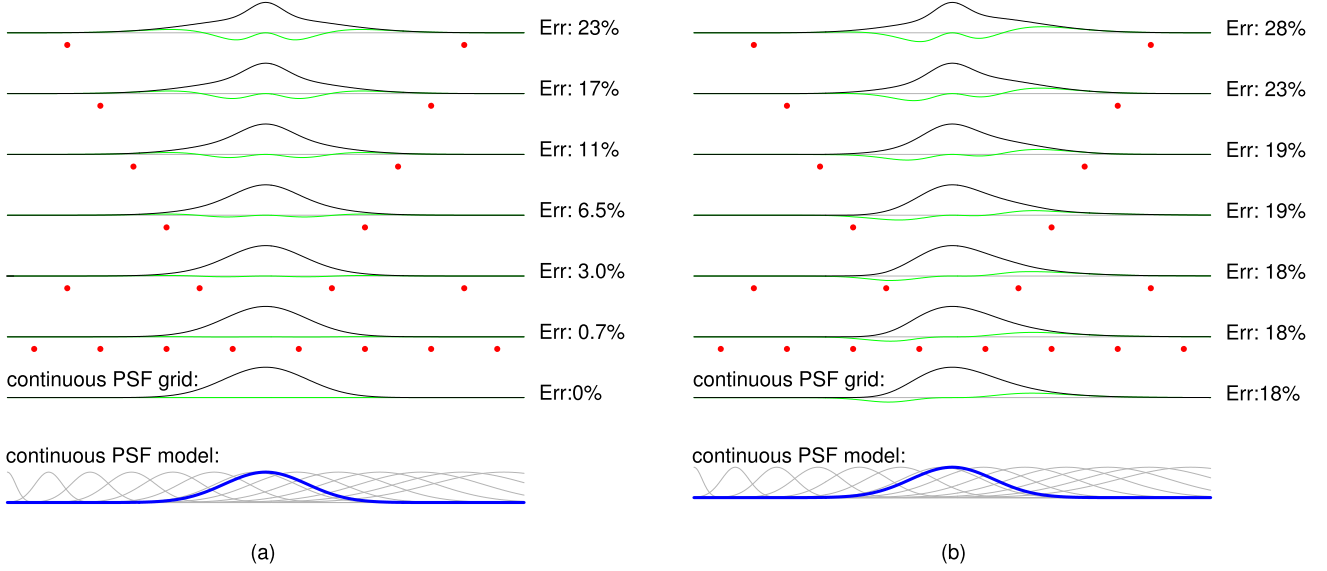 Err: 23%
Err: 17%
Err: 11%
Err: 6.5%
Err: 3.0%
Err: 0.7%
continuous PSF grid:
Err:0%
continuous PSF model:
(a)
Err: 28%
Err: 23%
Err: 19%
Err: 19%
Err: 18%
Err: 18%
continuous PSF grid:
Err:18%
continuous PSF model:
(b)